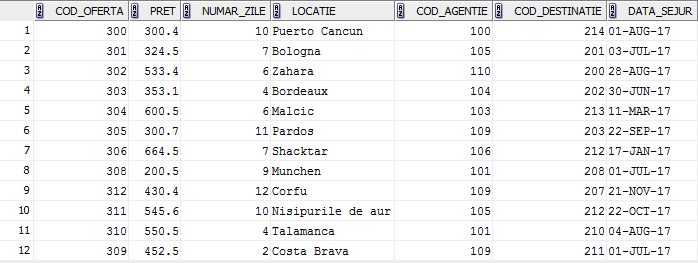 COD_OFERTA PRET NUMAR_ZILE LOCATIE COD_AGENTIE COD_DESTINATIE DATA_SEJUR
1 300 300.4 10 Puerto Cancun 100 214 01-AUG-17
2 301 324.5 7 Bologna 105 201 03-JUL-17
3 302 533.4 6 Zahara 110 200 28-AUG-17
4 303 353.1 4 Bordeaux 104 202 30-JUN-17
5 304 600.5 6 Malcic 103 213 11-MAR-17
6 305 300.7 11 Pardos 109 203 22-SEP-17
7 306 664.5 7 Shacktar 106 212 17-JAN-17
8 308 200.5 9 Munchen 101 208 01-JUL-17
9 312 430.4 12 Corfu 109 207 21-NOV-17
10 311 545.6 10 Nisipurile de aur 105 212 22-OCT-17
11 310 550.5 4 Talamanca 101 210 04-AUG-17
12 309 452.5 2 Costa Brava 109 211 01-JUL-17